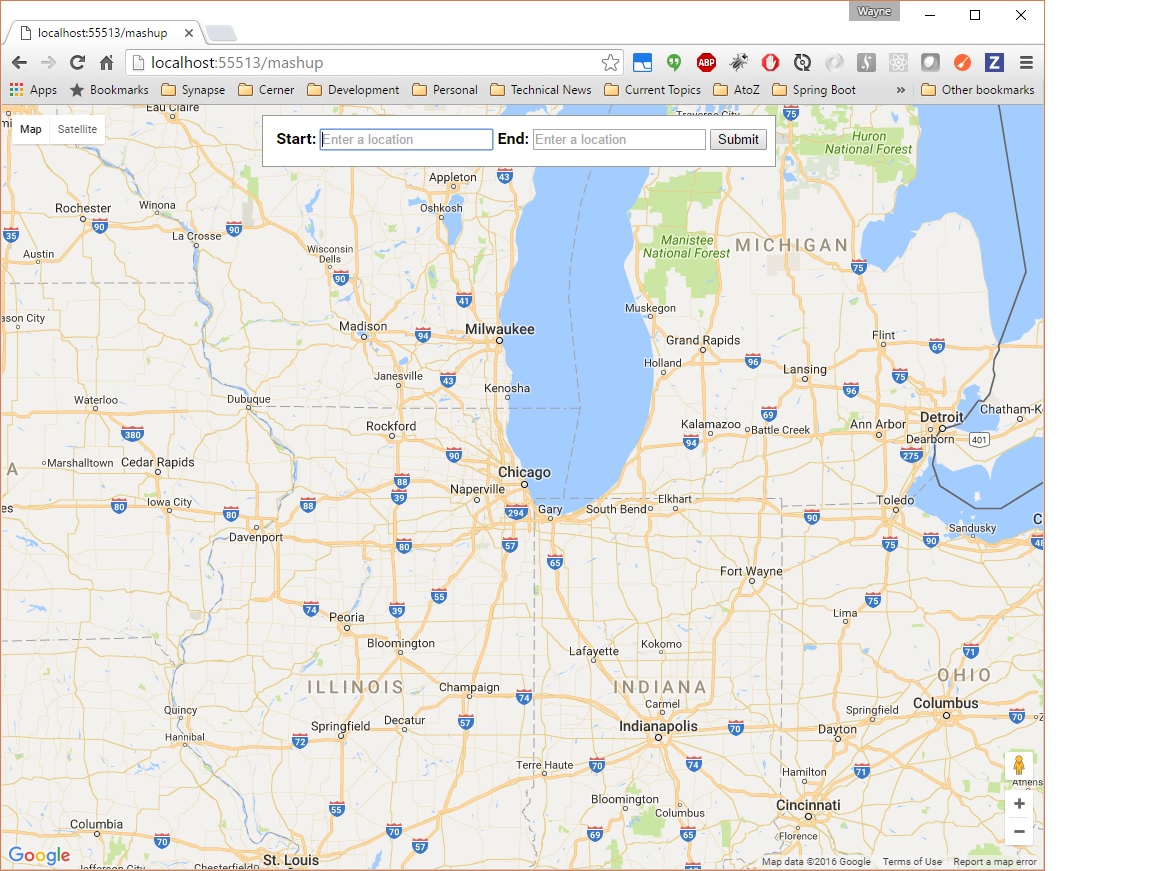 Wayne
localhost:55513/mashup
localhost:55513/mashup
Apps Bookmarks Synapse Cerner Development Personal Technical News Current Topics AtoZ Spring Boot » Other bookmarks
Eau Claire
Traverse City
75
Map Satellite
Start: Enter a location End: Enter a location Submit
Huron
National Forest
Appleton
43
Rochester
Winona
Oshkosh
90
La Crosse
90
35
Manistee
National Forest
MICHIGAN
Austin
Wisconsin
Dells
90
75
41
Muskegon
ason City
Madison
94
Milwaukee
Grand Rapids
Flint
69
Holland
96
Lansing
Janesville
43
75
Kenosha
96
Waterloo
Dubuque
69
Detroit
Chatham-K
Rockford
Kalamazoo
Battle Creek
Ann Arbor
380
94
Dearborn
401
90
275
A
Marshalltown
Cedar Rapids
Chicago
88
Naperville
39
Elkhart
Toledo
es
80
Iowa City
80
88
294
Gary
South Bend
90
Sandusky
C
Davenport
80
57
75
90
48
65
Fort Wayne
55
75
74
39
Peoria
Lima
Bloomington
Lafayette
Kokomo
71
ILLINOIS
Champaign
74
INDIANA
OHIO
Quincy
Carmel
Columbus
Springfield
Decatur
57
Indianapolis
70
Springfield
70
Hannibal
72
Dayton
Terre Haute
70
74
71
Hamilton
Athens
55
Bloomington
Columbus
Cincinnati
+
Columbia
70
70
69
65
Florence
−
57
Google
Jefferson City
Chesterfield
St. Louis
Map data ©2016 Google Terms of Use Report a map error